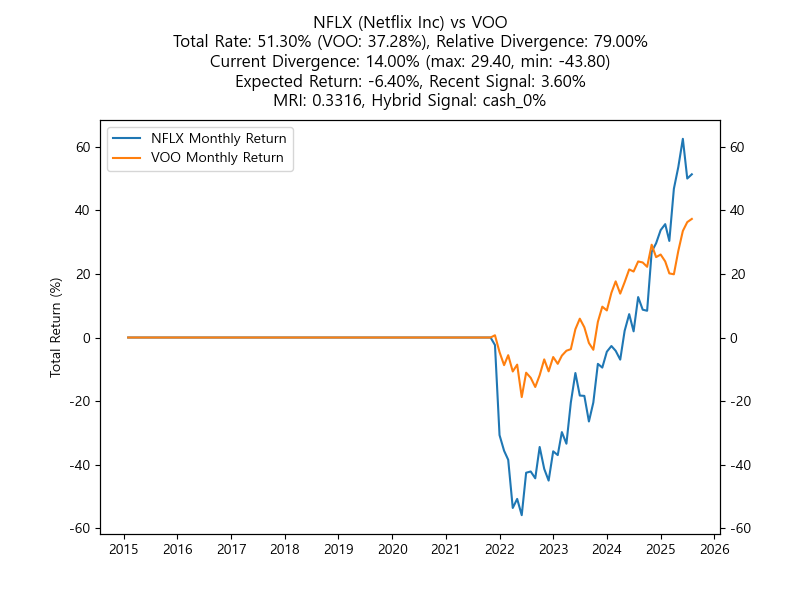 NFLX (Netflix Inc) vs VOO
Total Rate: 51.30% (VOO: 37.28%), Relative Divergence: 79.00%
Current Divergence: 14.00% (max: 29.40, min: -43.80)
Expected Return: -6.40%, Recent Signal: 3.60%
MRI: 0.3316, Hybrid Signal: cash_0%
NFLX Monthly Return
VOO Monthly Return
Total Return (%)
60
40
20
0
-20
-40
-60
60
40
20
0
-20
-40
-60
2015 2016 2017 2018 2019 2020 2021 2022 2023 2024 2025 2026